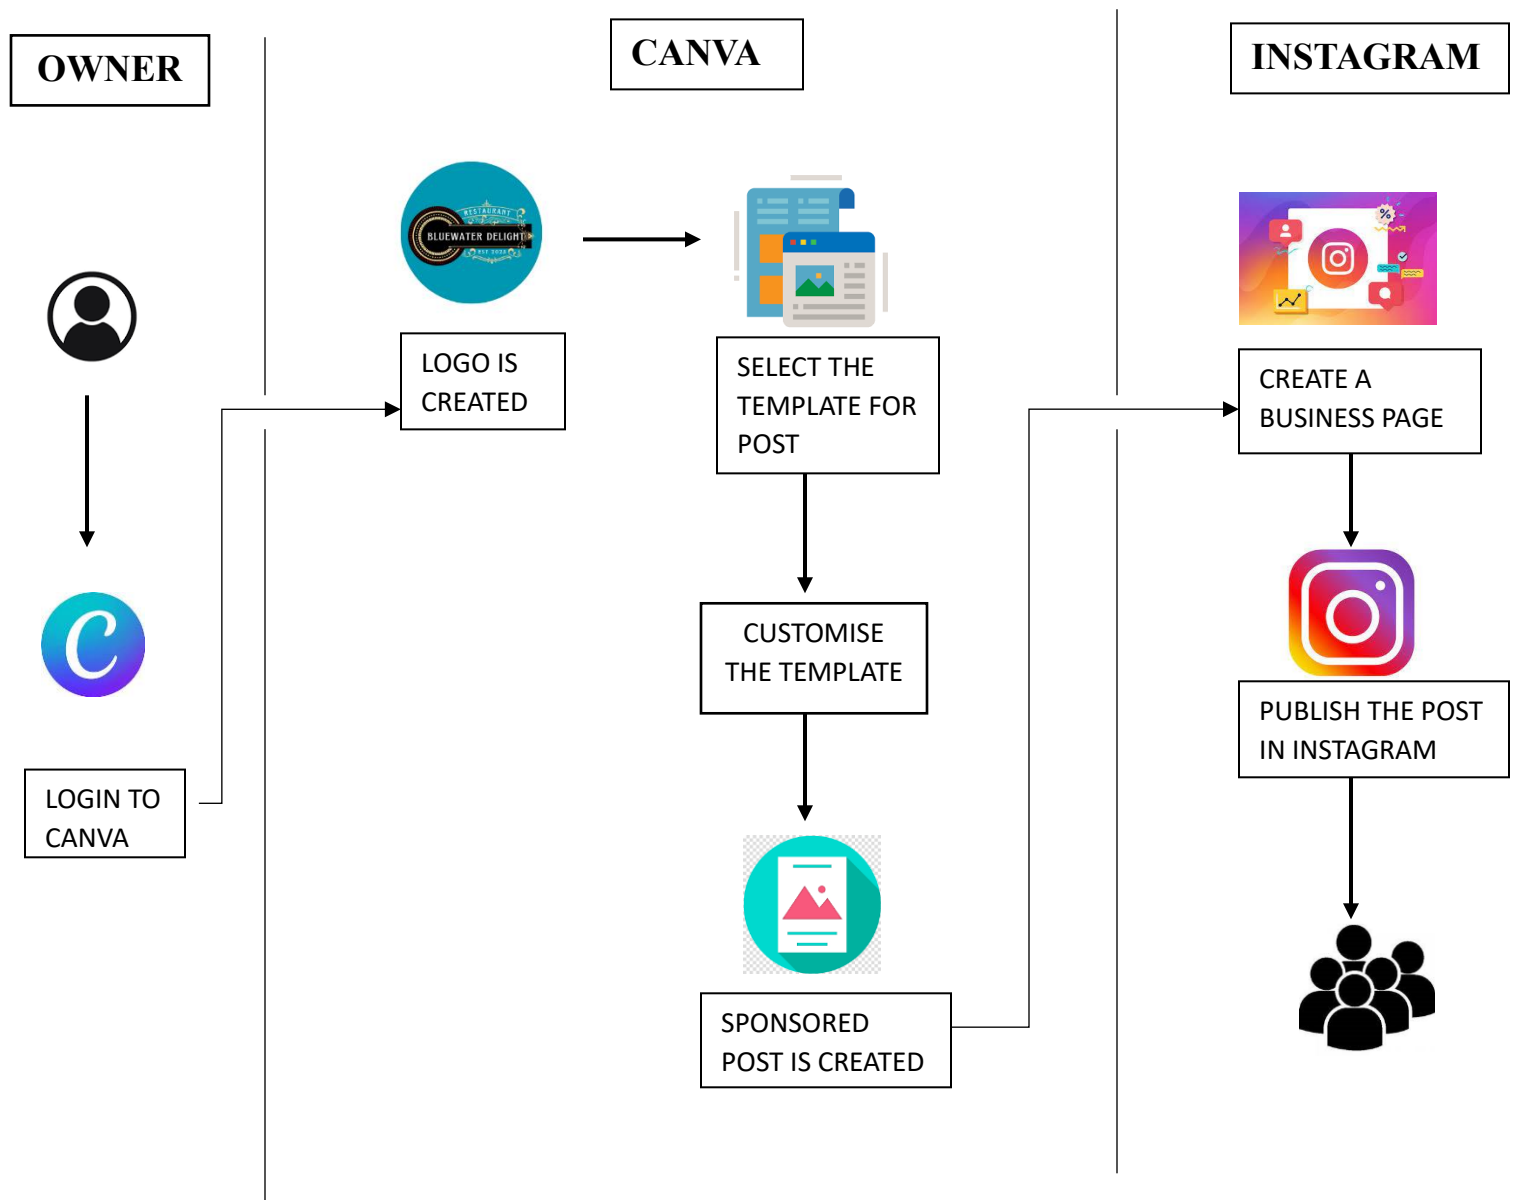 OWNER
CANVA
INSTAGRAM
RESTAURANT
BLUEWATER DELIGHT
LOGO IS
CREATED
SELECT THE
TEMPLATE FOR
POST
CREATE A
BUSINESS PAGE
CUSTOMISE
THE TEMPLATE
PUBLISH THE POST
IN INSTAGRAM
C
LOGIN TO
CANVA
SPONSORED
POST IS CREATED
%